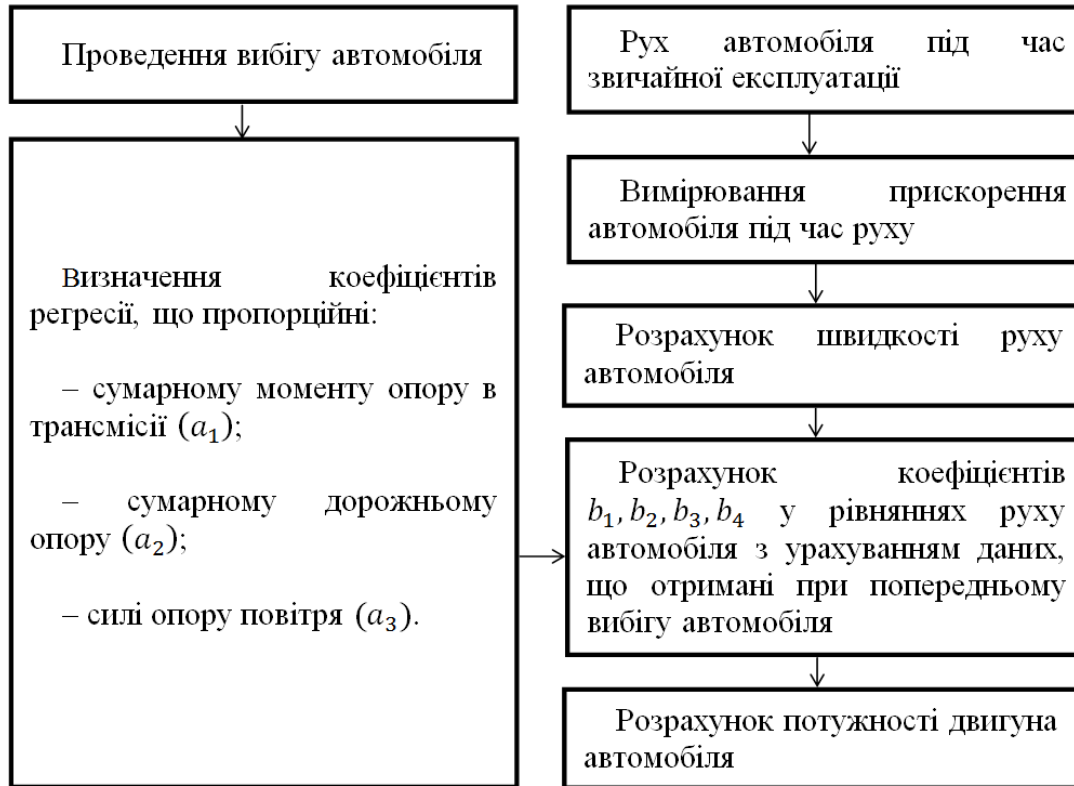 Проведення вибігу автомобіля
Визначення коефіцієнтів
регресії, що пропорційні:
– сумарному моменту опору в
трансмісії (a₁);
– сумарному дорожньому
опору (a₂);
– силі опору повітря (a₃).
Рух автомобіля під час
звичайної експлуатації
Вимірювання прискорення
автомобіля під час руху
Розрахунок швидкості руху
автомобіля
Розрахунок коефіцієнтів
b₁, b₂, b₃, b₄ у рівняннях руху
автомобіля з урахуванням даних,
що отримані при попередньому
вибігу автомобіля
Розрахунок потужності двигуна
автомобіля